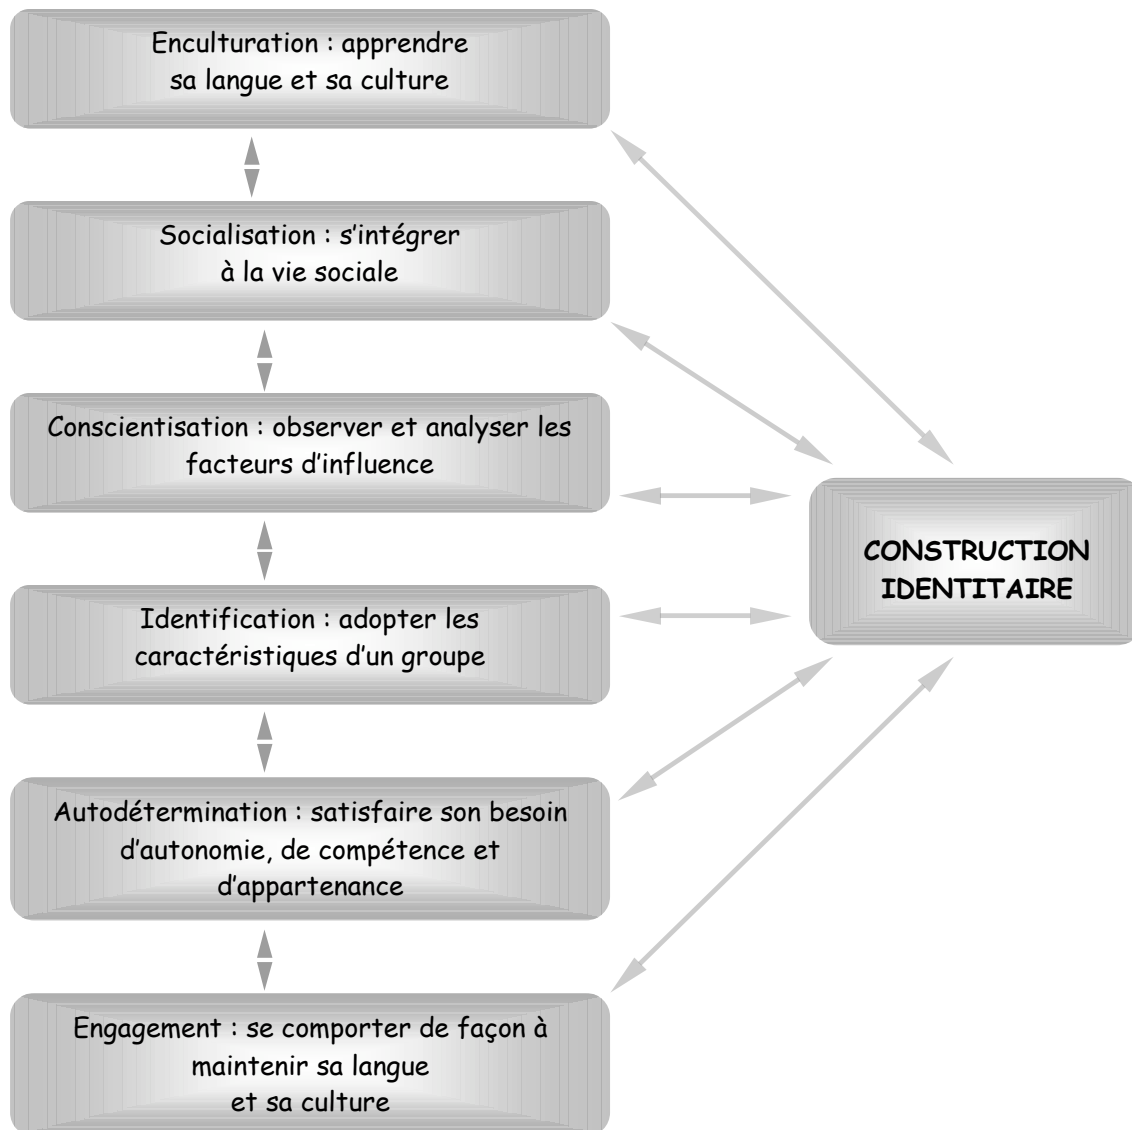 Enculturation : apprendre
sa langue et sa culture
Socialisation : s'intégrer
à la vie sociale
Conscientisation : observer et analyser les
facteurs d'influence
CONSTRUCTION
IDENTITAIRE
Identification : adopter les
caractéristiques d'un groupe
Autodétermination : satisfaire son besoin
d'autonomie, de compétence et
d'appartenance
Engagement : se comporter de façon à
maintenir sa langue
et sa culture